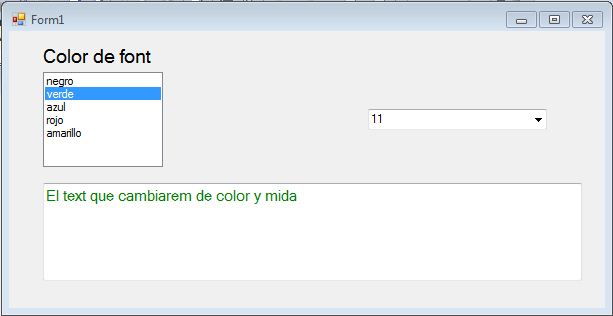 Form1
Color de font
negro
verde
azul
rojo
amarillo
11
El text que cambiarem de color y mida